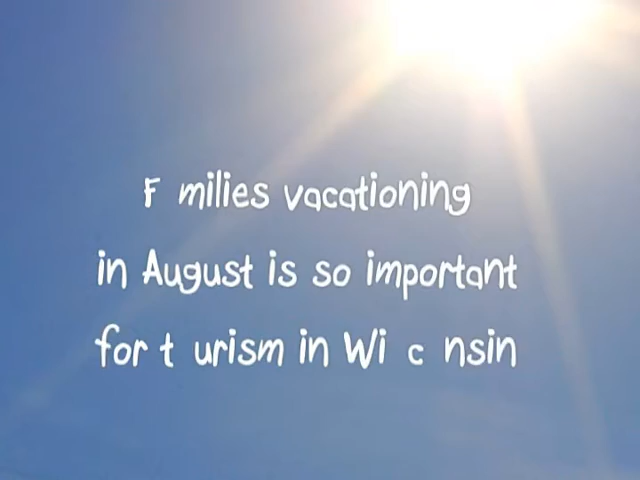 F milies vacationing
in August is so important
for t urism in Wi c nsin